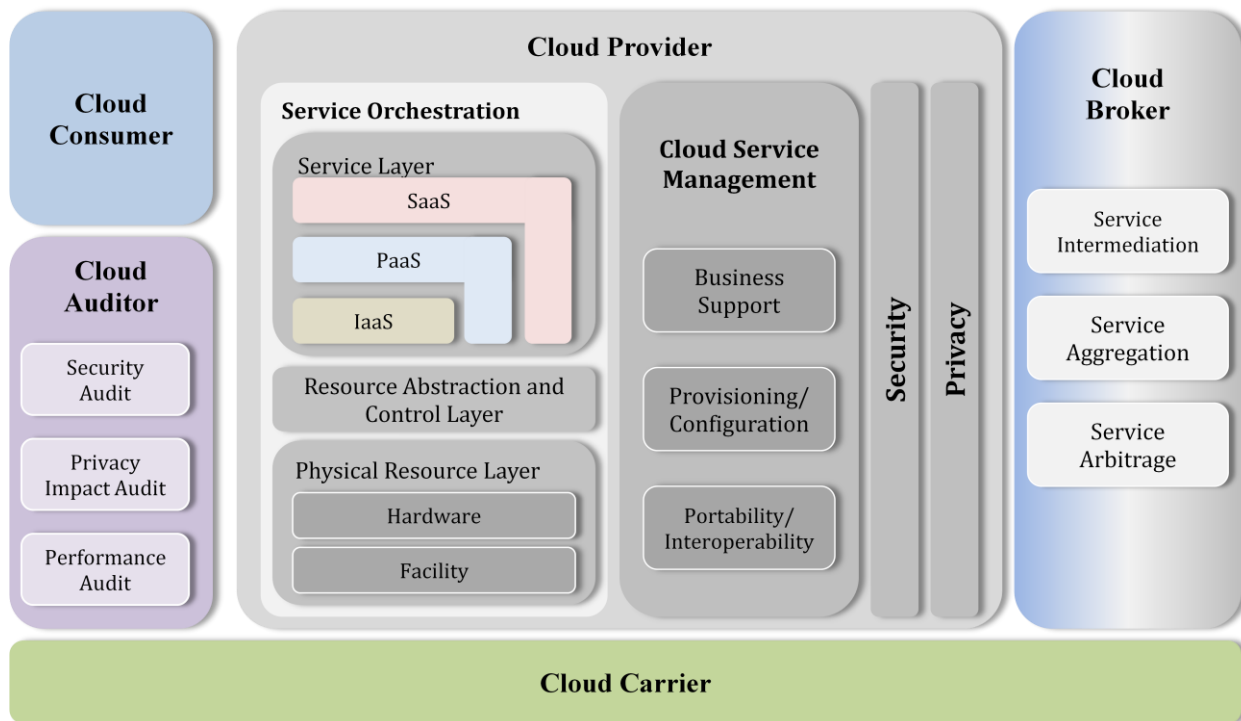 Cloud
Consumer
Cloud
Auditor
Security
Audit
Privacy
Impact Audit
Performance
Audit
Cloud Provider
Service Orchestration
Service Layer
SaaS
PaaS
IaaS
Resource Abstraction and
Control Layer
Physical Resource Layer
Hardware
Facility
Cloud Service
Management
Business
Support
Provisioning/
Configuration
Portability/
Interoperability
Security
Privacy
Cloud
Broker
Service
Intermediation
Service
Aggregation
Service
Arbitrage
Cloud Carrier